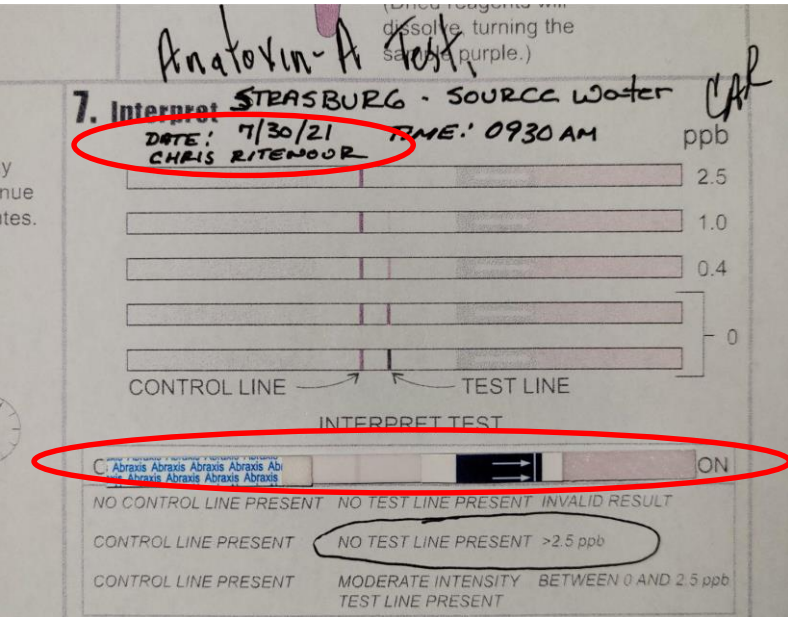 (Dried reagents will
dissolve, turning the
sample purple.)
Anatoxin-A Test
7. Interpret STRASBURG - SOURCE Water CAR
DATE: 7/30/21 TIME: 0930 AM ppb
CHRIS RITENOUR
y
nue
tes.
2.5
1.0
0.4
0
CONTROL LINE TEST LINE
INTERPRET TEST
C ON
Abraxis Abraxis Abraxis Abraxis Ab
Abraxis Abraxis Abraxis Abraxis
NO CONTROL LINE PRESENT NO TEST LINE PRESENT INVALID RESULT
CONTROL LINE PRESENT NO TEST LINE PRESENT >2.5 ppb
CONTROL LINE PRESENT MODERATE INTENSITY BETWEEN 0 AND 2.5 ppb
TEST LINE PRESENT